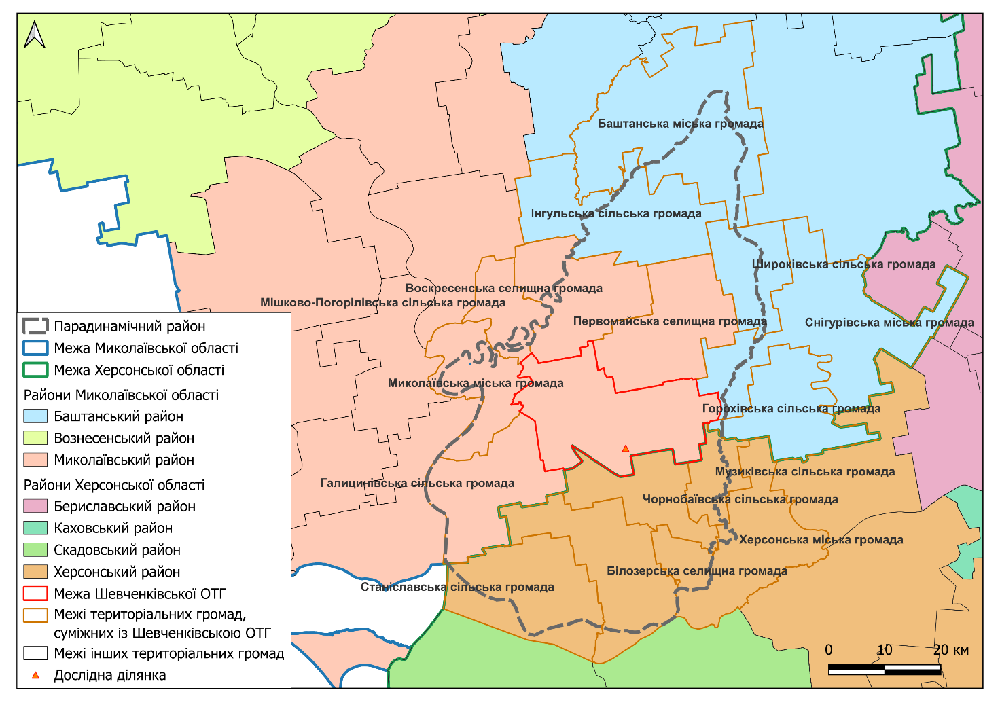 Баштанська міська громада
Інгульська сільська громада
Широківська сільська громада
Воскресенська селищна громада
Мішково-Погорілівська сільська громада
Первомайська селищна громада
Снігурівська міська громада
Миколаївська міська громада
Горохівська сільська громада
Музиківська сільська громада
Галицинівська сільська громада
Чорнобаївська сільська громада
Херсонська міська громада
Білозерська селищна громада
Станіславська сільська громада
Парадинамічний район
Межа Миколаївської області
Межа Херсонської області
Райони Миколаївської області
Баштанський район
Вознесенський район
Миколаївський район
Райони Херсонської області
Бериславський район
Каховський район
Скадовський район
Херсонський район
Межа Шевченківської ОТГ
Межі територіальних громад,
суміжних із Шевченківською ОТГ
Межі інших територіальних громад
Дослідна ділянка
0 10 20 км